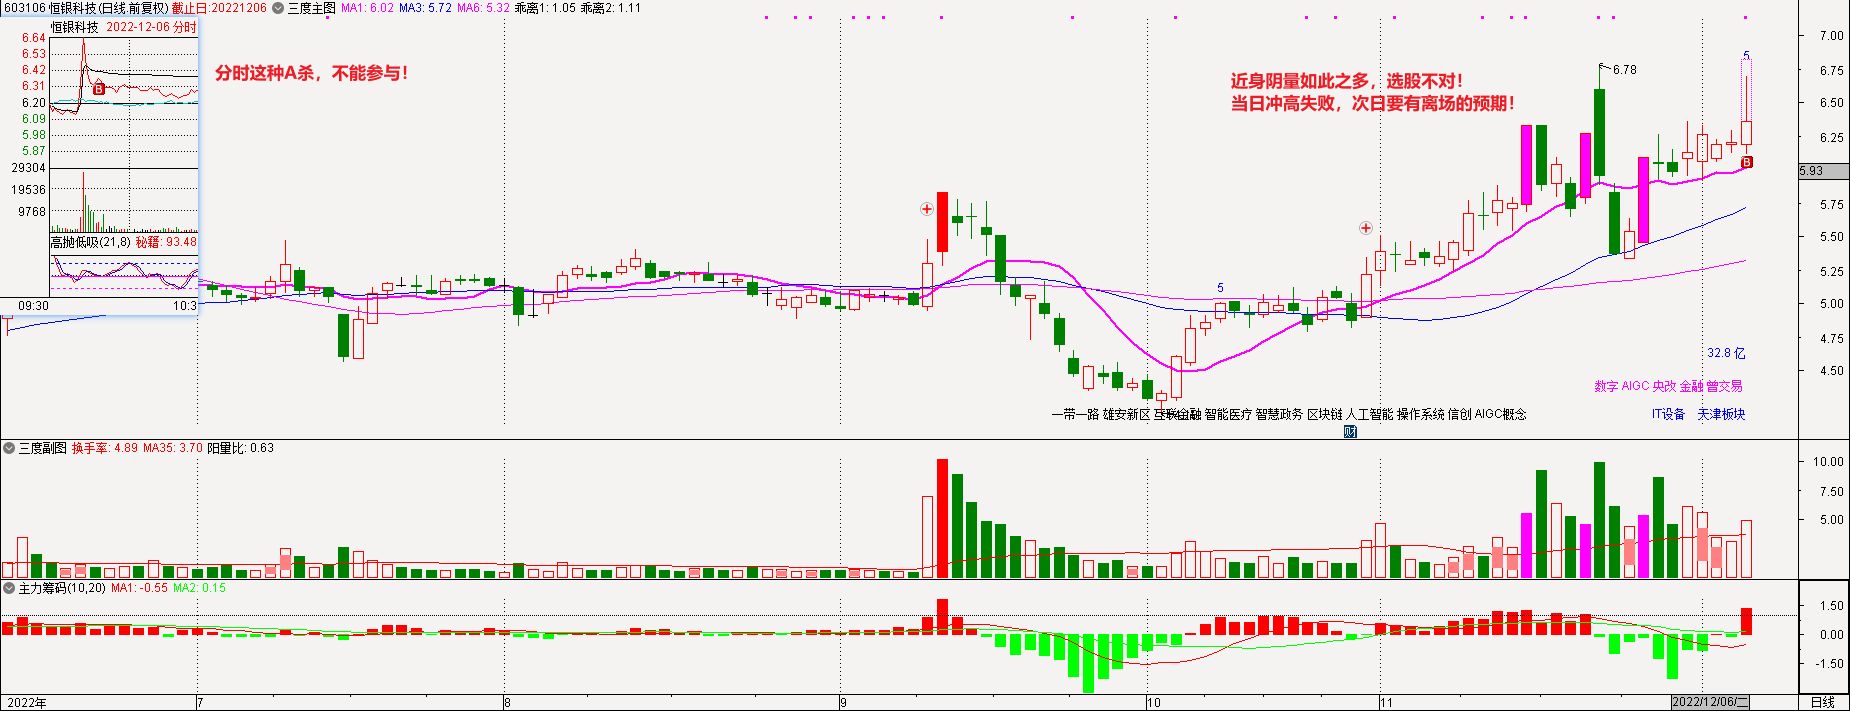 603106 恒银科技(日线.前复权) 截止日:20221206 三度主图 MA1: 6.02 MA3: 5.72 MA6: 5.32 乖离1: 1.05 乖离2: 1.11
恒银科技 2022-12-06 分时
6.64
6.53
6.42
6.31
6.20
6.09
5.98
5.87
29304
19536
9768
高抛低吸(21,8) 秘籍: 93.48
09:30 10:3
B
分时这种A杀，不能参与！
近身阴量如此之多，选股不对！
当日冲高失败，次日要有离场的预期！
6.78
5
5
B
7.00
6.75
6.50
6.25
5.93
5.75
5.50
5.25
5.00
4.75
4.50
32.8 亿
数字 AIGC 央改 金融 曾交易
一带一路 雄安新区 互联金融 智能医疗 智慧政务 区块链 人工智能 操作系统 信创 AIGC概念
IT设备 天津板块
财
三度副图 换手率: 4.89 MA35: 3.70 阳量比: 0.63
10.00
7.50
5.00
主力筹码(10,20) MA1: -0.55 MA2: 0.15
1.50
0.00
-1.50
2022年 7 8 9 10 11 2022/12/06/二 日线